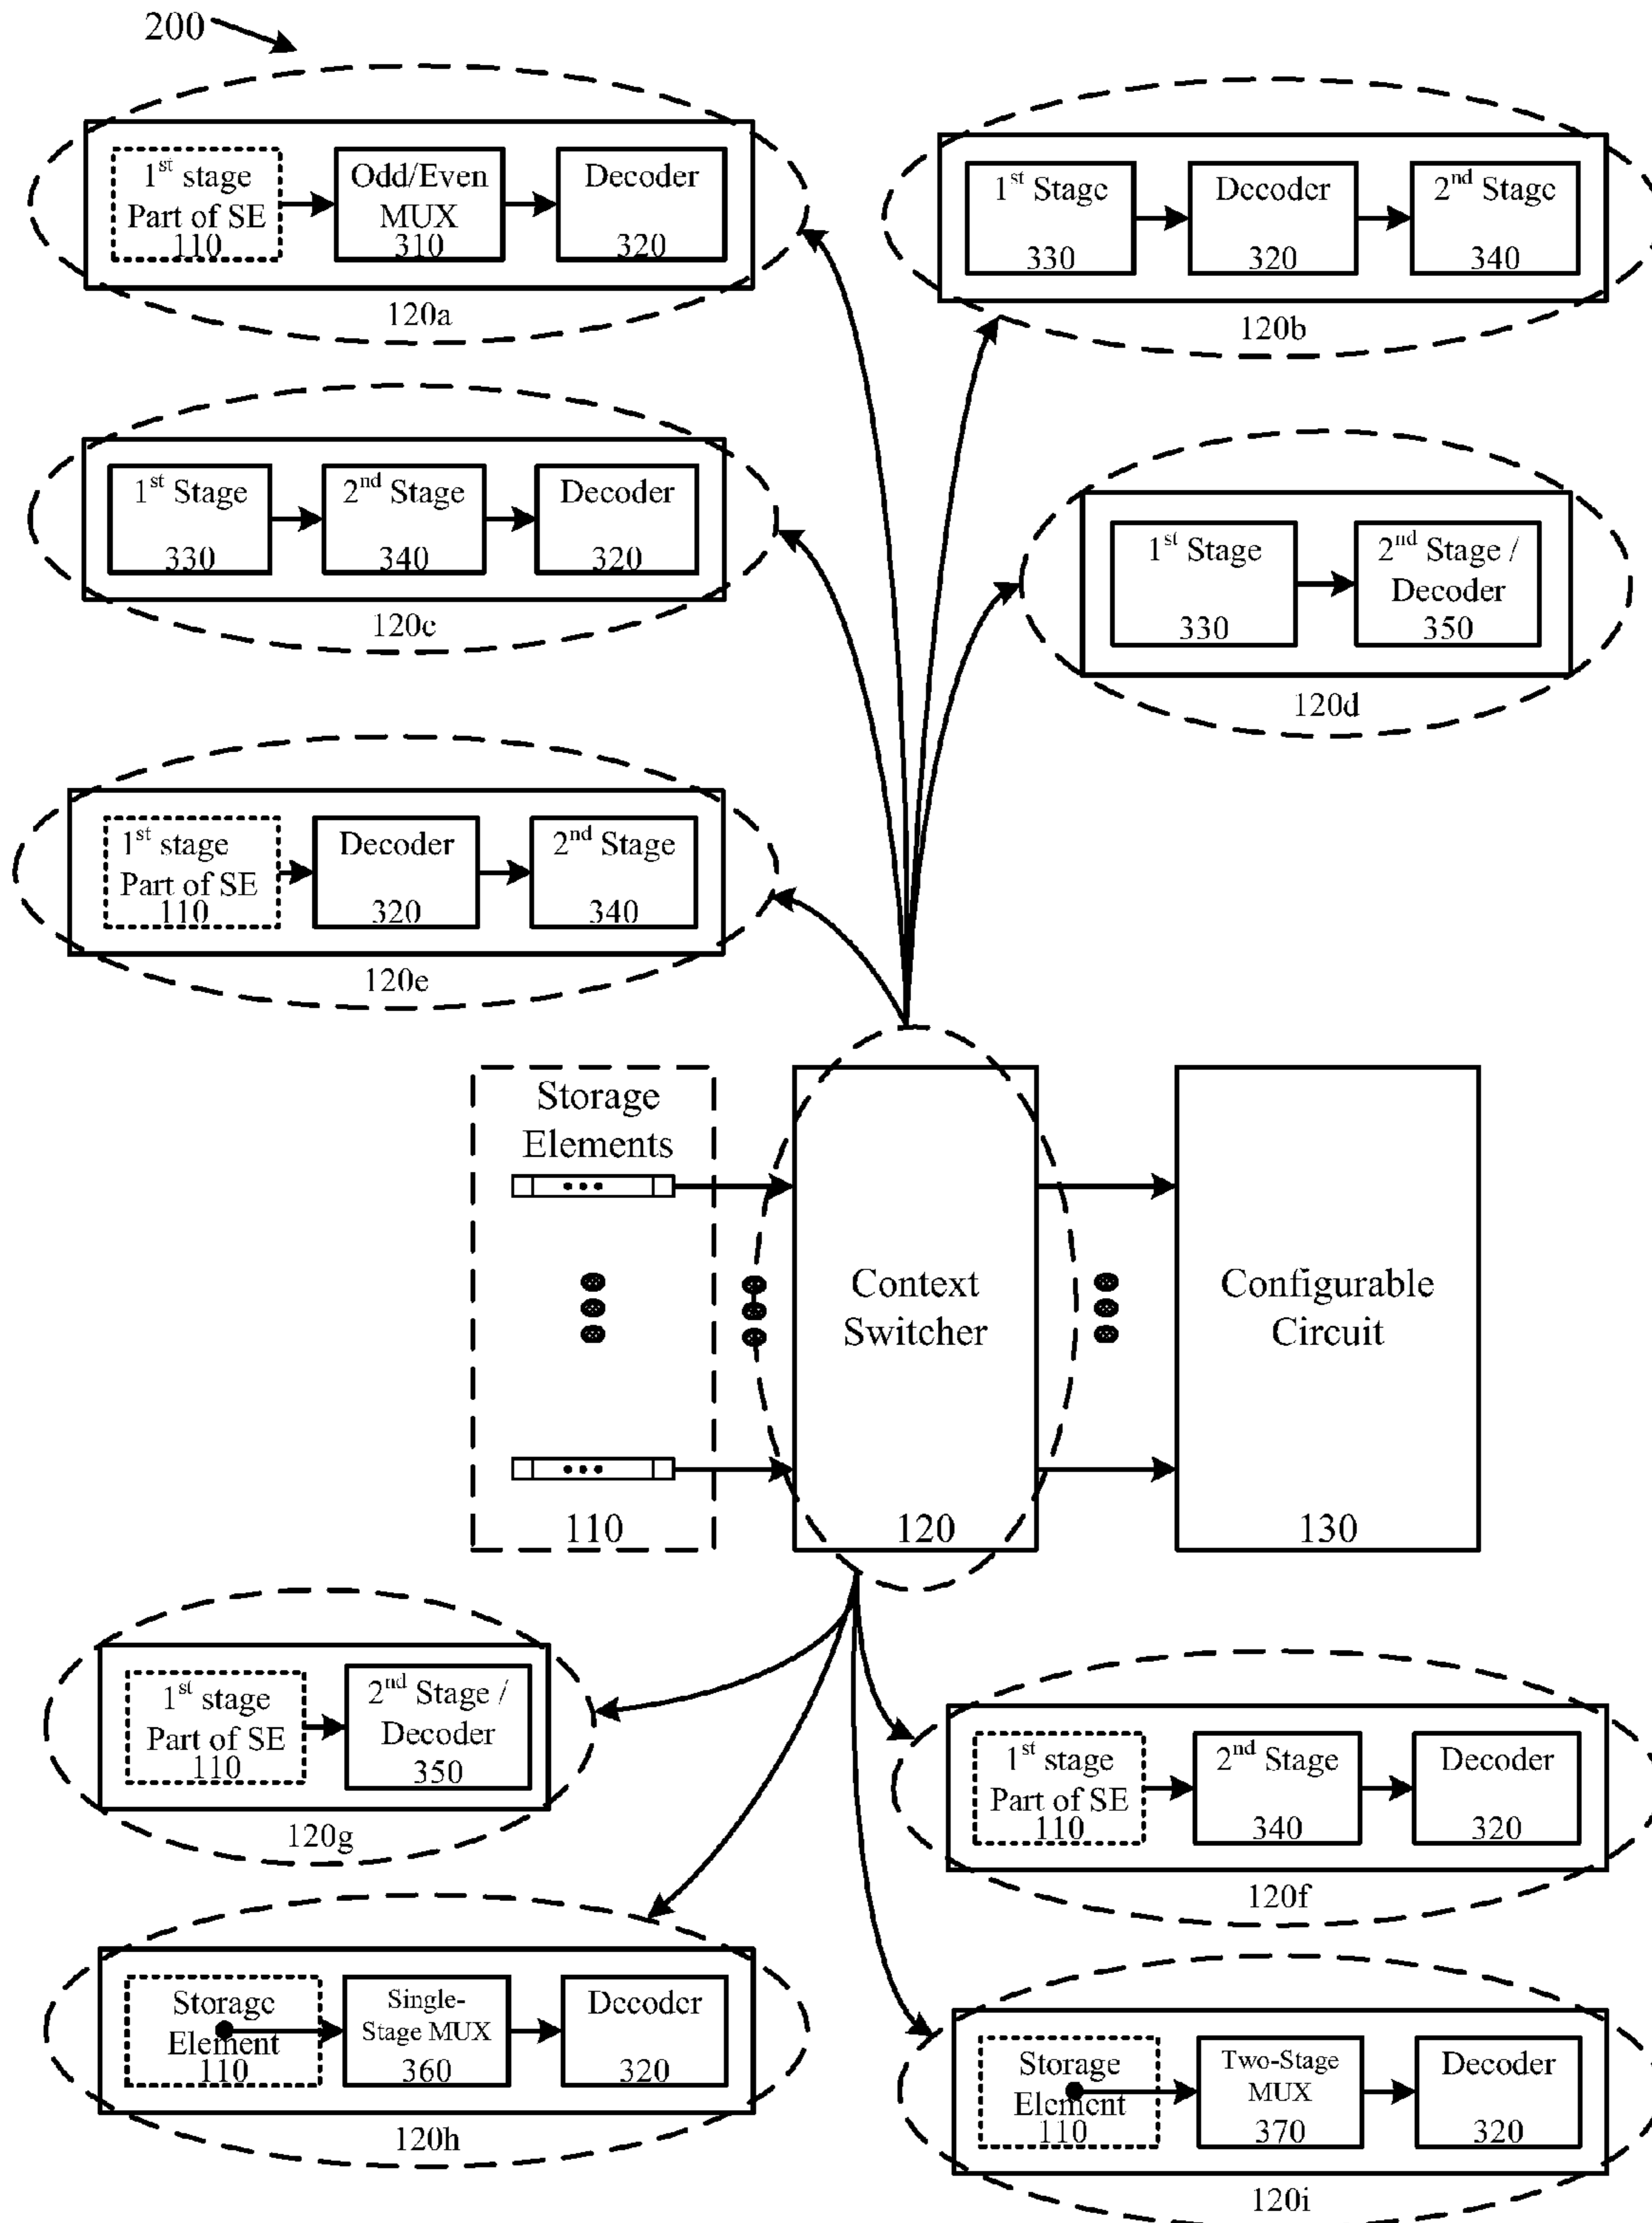 200
1st stage
Part of SE
110
Odd/Even
MUX
310
Decoder
320
120a
1st Stage
330
Decoder
320
2nd Stage
340
120b
1st Stage
330
2nd Stage
340
Decoder
320
120c
1st Stage
330
2nd Stage /
Decoder
350
120d
1st stage
Part of SE
110
Decoder
320
2nd Stage
340
120e
Storage
Elements
110
Context
Switcher
120
Configurable
Circuit
130
1st stage
Part of SE
110
2nd Stage /
Decoder
350
120g
1st stage
Part of SE
110
2nd Stage
340
Decoder
320
120f
Storage
Element
110
Single-
Stage MUX
360
Decoder
320
120h
Storage
Element
110
Two-Stage
MUX
370
Decoder
320
120i